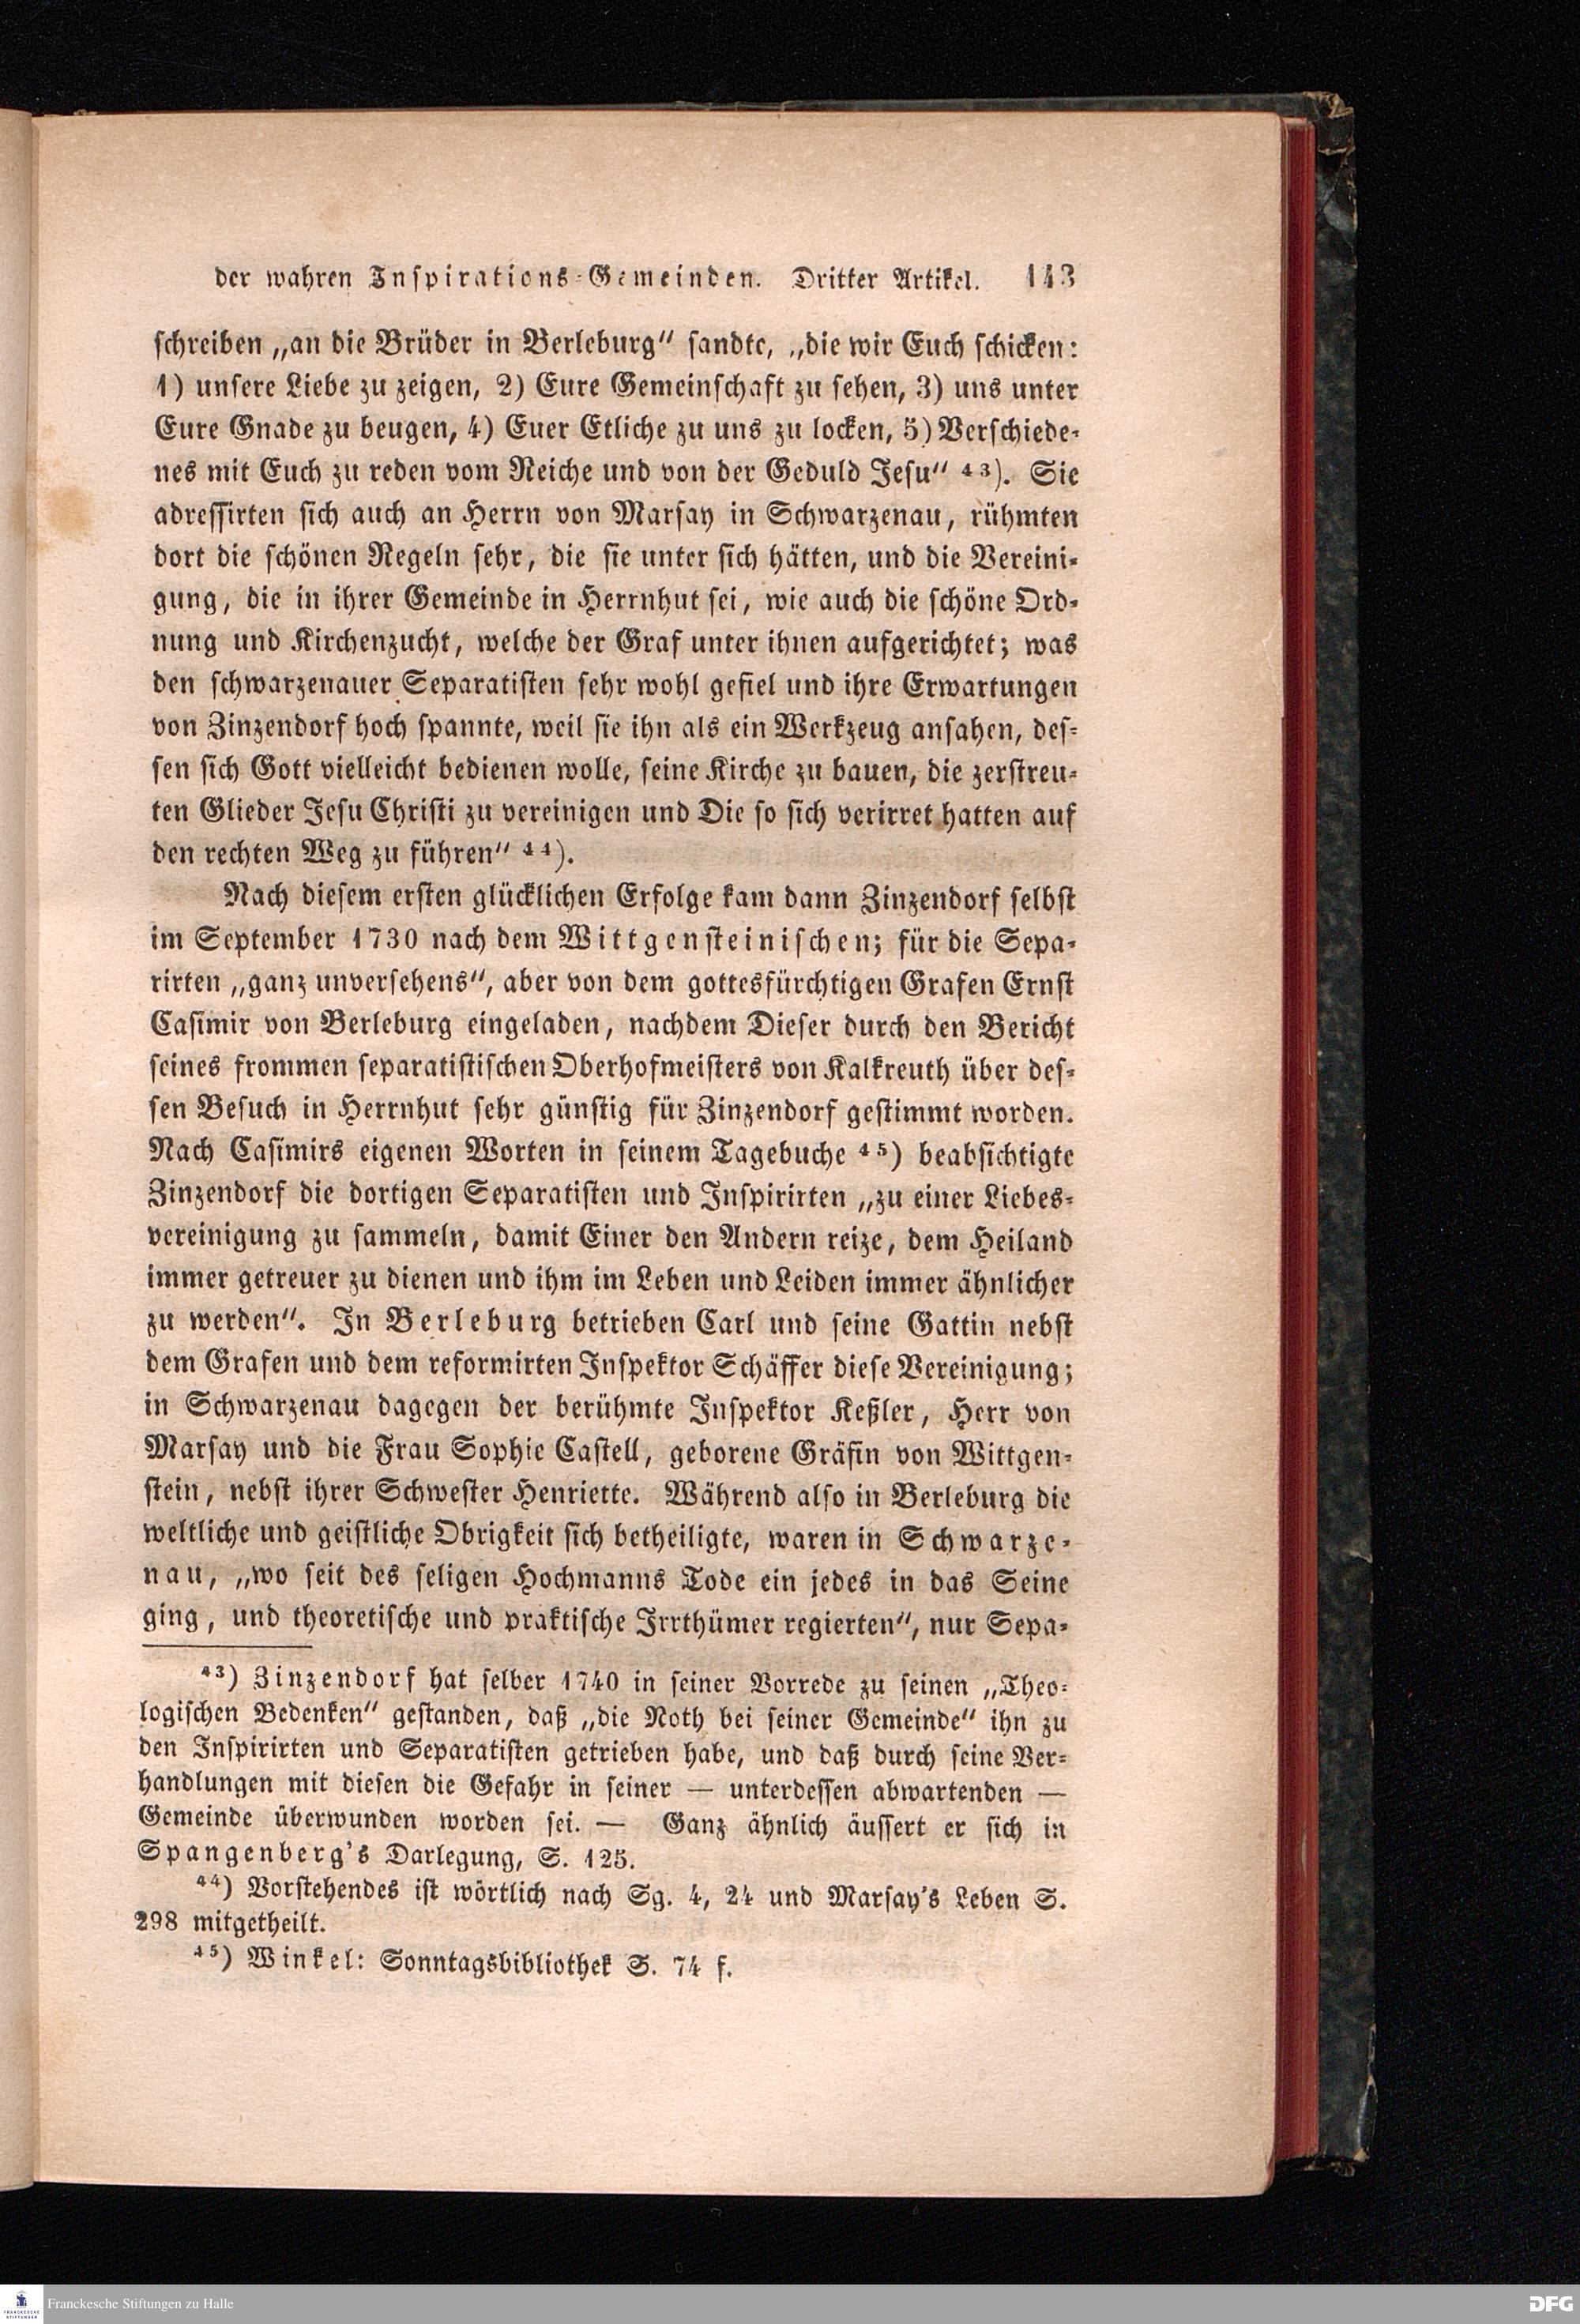 der wahren Inspirations-Gemeinden. Dritter Artikel. 143
schreiben „an die Brüder in Berleburg“ sandte, „die wir Euch schicken:
1) unsere Liebe zu zeigen, 2) Eure Gemeinschaft zu sehen, 3) uns unter
Eure Gnade zu beugen, 4) Euer Etliche zu uns zu locken, 5) Verschiede-
nes mit Euch zu reden vom Reiche und von der Geduld Jesu“ 43). Sie
adressirten sich auch an Herrn von Marsay in Schwarzenau, rühmten
dort die schönen Regeln sehr, die sie unter sich hätten, und die Vereini-
gung, die in ihrer Gemeinde in Herrnhut sei, wie auch die schöne Ord-
nung und Kirchenzucht, welche der Graf unter ihnen aufgerichtet; was
den schwarzenauer Separatisten sehr wohl gefiel und ihre Erwartungen
von Zinzendorf hoch spannte, weil sie ihn als ein Werkzeug ansahen, des-
sen sich Gott vielleicht bedienen wolle, seine Kirche zu bauen, die zerstreu-
ten Glieder Jesu Christi zu vereinigen und Die so sich verirret hatten auf
den rechten Weg zu führen“ 44).
Nach diesem ersten glücklichen Erfolge kam dann Zinzendorf selbst
im September 1730 nach dem Wittgensteinischen; für die Sepa-
rirten „ganz unversehens“, aber von dem gottesfürchtigen Grafen Ernst
Casimir von Berleburg eingeladen, nachdem Dieser durch den Bericht
seines frommen separatistischen Oberhofmeisters von Kalkreuth über des-
sen Besuch in Herrnhut sehr günstig für Zinzendorf gestimmt worden.
Nach Casimirs eigenen Worten in seinem Tagebuche 45) beabsichtigte
Zinzendorf die dortigen Separatisten und Inspirirten „zu einer Liebes-
vereinigung zu sammeln, damit Einer den Andern reize, dem Heiland
immer getreuer zu dienen und ihm im Leben und Leiden immer ähnlicher
zu werden“. In Berleburg betrieben Carl und seine Gattin nebst
dem Grafen und dem reformirten Inspektor Schäffer diese Vereinigung;
in Schwarzenau dagegen der berühmte Inspektor Keßler, Herr von
Marsay und die Frau Sophie Castell, geborene Gräfin von Wittgen-
stein, nebst ihrer Schwester Henriette. Während also in Berleburg die
weltliche und geistliche Obrigkeit sich betheiligte, waren in Schwarze-
nau, „wo seit des seligen Hochmanns Tode ein jedes in das Seine
ging, und theoretische und praktische Irrthümer regierten“, nur Sepa-
43) Zinzendorf hat selber 1740 in seiner Vorrede zu seinen „Theo-
logischen Bedenken“ gestanden, daß „die Noth bei seiner Gemeinde“ ihn zu
den Inspirirten und Separatisten getrieben habe, und daß durch seine Ver-
handlungen mit diesen die Gefahr in seiner — unterdessen abwartenden —
Gemeinde überwunden worden sei. — Ganz ähnlich äussert er sich in
Spangenberg's Darlegung, S. 125.
44) Vorstehendes ist wörtlich nach Sg. 4, 24 und Marsay's Leben S.
298 mitgetheilt.
45) Winkel: Sonntagsbibliothek S. 74 f.
FRANCKESCHE
STIFTUNGEN
Franckesche Stiftungen zu Halle
DFG